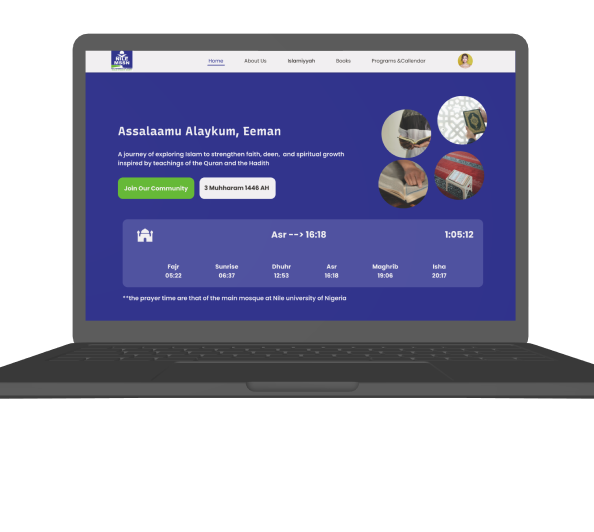 NILE
MSSN
Home About Us Islamiyyah Books Programs &Callendar
Assalaamu Alaykum, Eeman
A journey of exploring Islam to strengthen faith, deen, and spiritual growth
inspired by teachings of the Quran and the Hadith
Join Our Community 3 Muhharam 1446 AH
Asr --> 16:18 1:05:12
Fajr Sunrise Dhuhr Asr Maghrib Isha
05:22 06:37 12:53 16:18 19:06 20:17
**the prayer time are that of the main mosque at Nile university of Nigeria